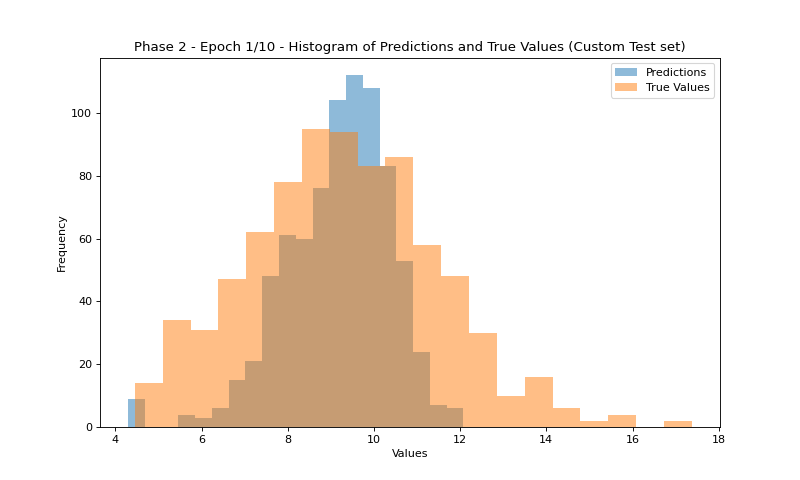 Phase 2 - Epoch 1/10 - Histogram of Predictions and True Values (Custom Test set)
Predictions
True Values
Frequency
100
80
60
40
20
0
4 6 8 10 12 14 16 18
Values